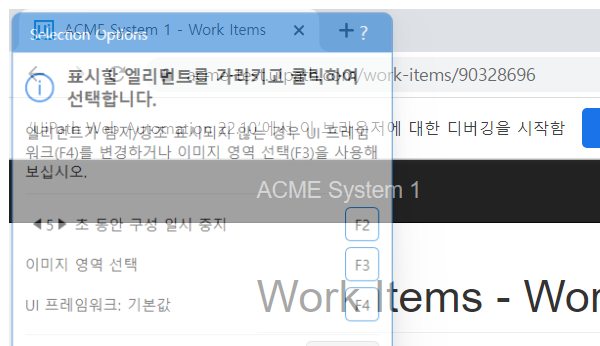 ACME System 1 - Work Items
Selection Options
?
표시할 엘리먼트를 가리키고 클릭하여
선택합니다.
/work-items/90328696
엘리먼트가 탐지/강조 표시되지 않는 경우 UI 프레임
워크(F4)를 변경하거나 이미지 영역 선택(F3)을 사용해
보십시오.
'UiPath Web Automation 22.10'에서 이 브라우저에 대한 디버깅을 시작함
ACME System 1
5 초 동안 구성 일시 중지
F2
이미지 영역 선택
F3
UI 프레임워크: 기본값
F4
Work Items - Wor